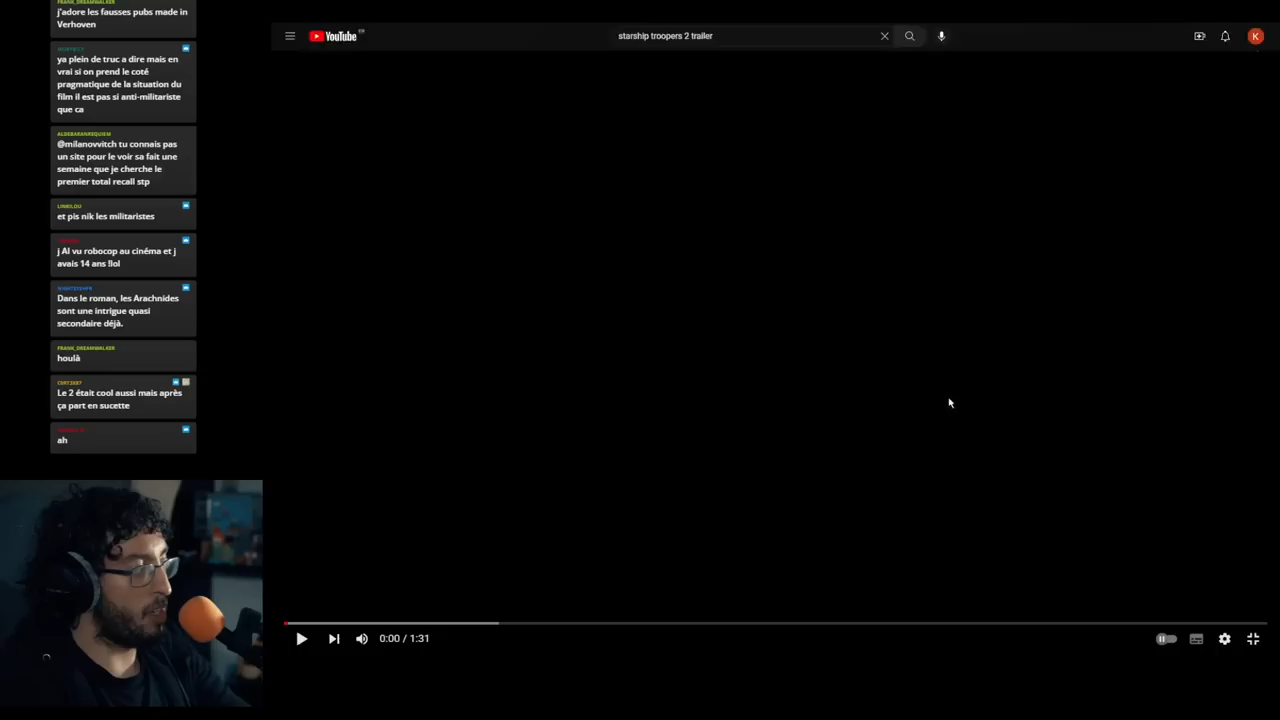 FRANK_DREAMWALKER
j'adore les fausses pubs made in
Verhoven
ya plein de truc a dire mais en
vrai si on prend le coté
pragmatique de la situation du
film il est pas si anti-militariste
que ca
ALDEBARANREQUIEM
@milanovvitch tu connais pas
un site pour le voir sa fait une
semaine que je cherche le
premier total recall stp
LINKILOU
et pis nik les militaristes
j AI vu robocop au cinéma et j
avais 14 ans !lol
Dans le roman, les Arachnides
sont une intrigue quasi
secondaire déjà.
FRANK_DREAMWALKER
houlà
Le 2 était cool aussi mais après
ça part en sucette
ah
YouTube FR
starship troopers 2 trailer
K
0:00 / 1:31